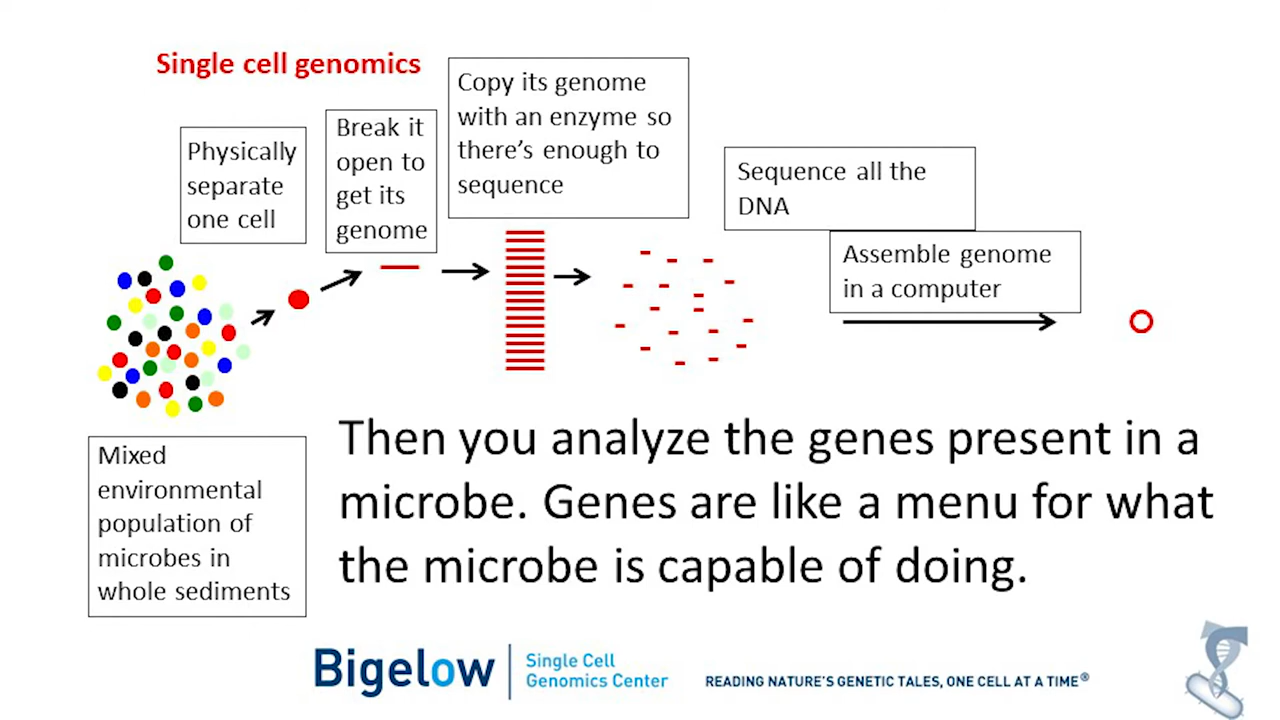 Single cell genomics
Physically
separate
one cell
Break it
open to
get its
genome
Copy its genome
with an enzyme so
there’s enough to
sequence
Sequence all the
DNA
Assemble genome
in a computer
Mixed
environmental
population of
microbes in
whole sediments
Then you analyze the genes present in a
microbe. Genes are like a menu for what
the microbe is capable of doing.
Bigelow
Single Cell
Genomics Center
READING NATURE’S GENETIC TALES, ONE CELL AT A TIME®